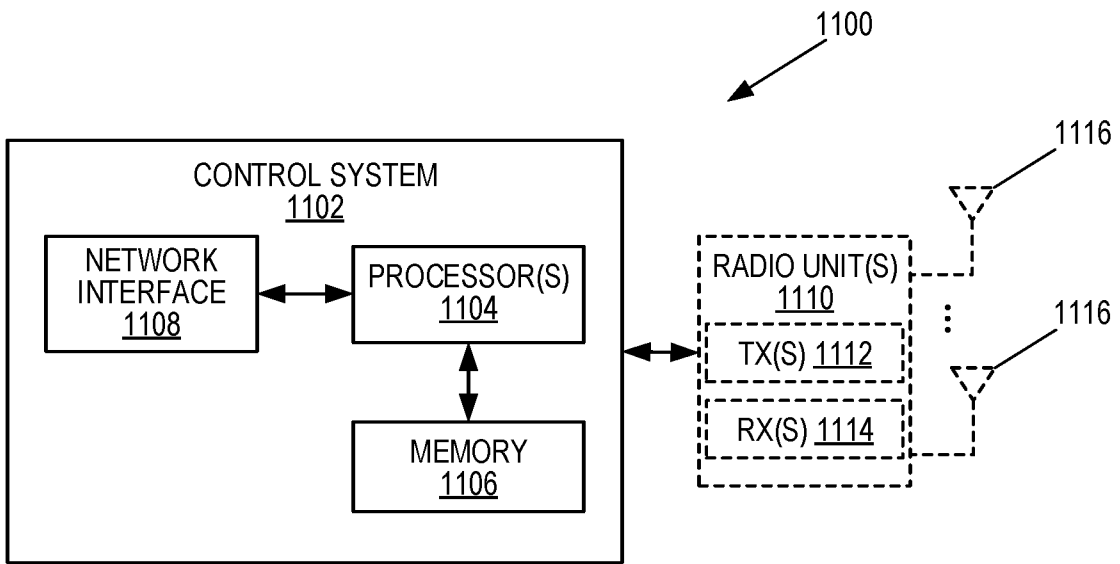 1100
1116
CONTROL SYSTEM
1102
NETWORK
INTERFACE
1108
PROCESSOR(S)
1104
MEMORY
1106
RADIO UNIT(S)
1110
TX(S) 1112
RX(S) 1114
1116